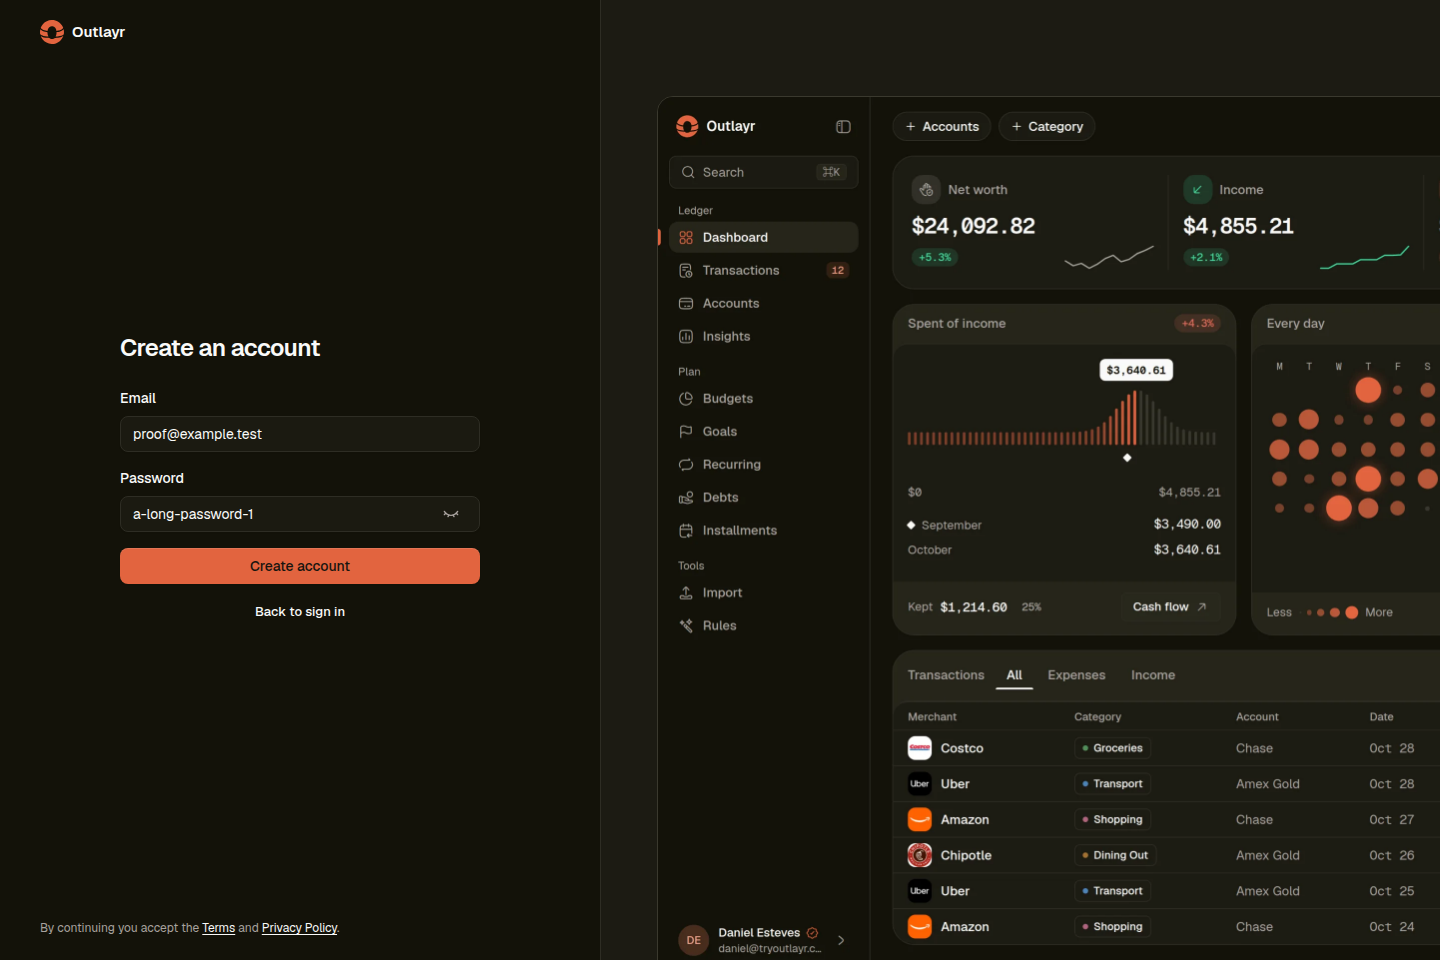 Outlayr
Create an account
Email
proof@example.test
Password
a-long-password-1
Create account
Back to sign in
By continuing you accept the Terms and Privacy Policy.
Outlayr
Search ⌘K
Ledger
Dashboard
Transactions 12
Accounts
Insights
Plan
Budgets
Goals
Recurring
Debts
Installments
Tools
Import
Rules
DE
Daniel Esteves
daniel@tryoutlayr.c...
+ Accounts + Category
Net worth
$24,092.82
+5.3%
Income
$4,855.21
+2.1%
Spent of income +4.3%
$3,640.61
$0 $4,855.21
September $3,490.00
October $3,640.61
Kept $1,214.60 25% Cash flow
Every day
M T W T F S
Less More
Transactions All Expenses Income
Merchant Category Account Date
Costco Groceries Chase Oct 28
Uber Uber Transport Amex Gold Oct 28
Amazon Shopping Chase Oct 27
Chipotle Dining Out Amex Gold Oct 26
Uber Uber Transport Amex Gold Oct 25
Amazon Shopping Chase Oct 24